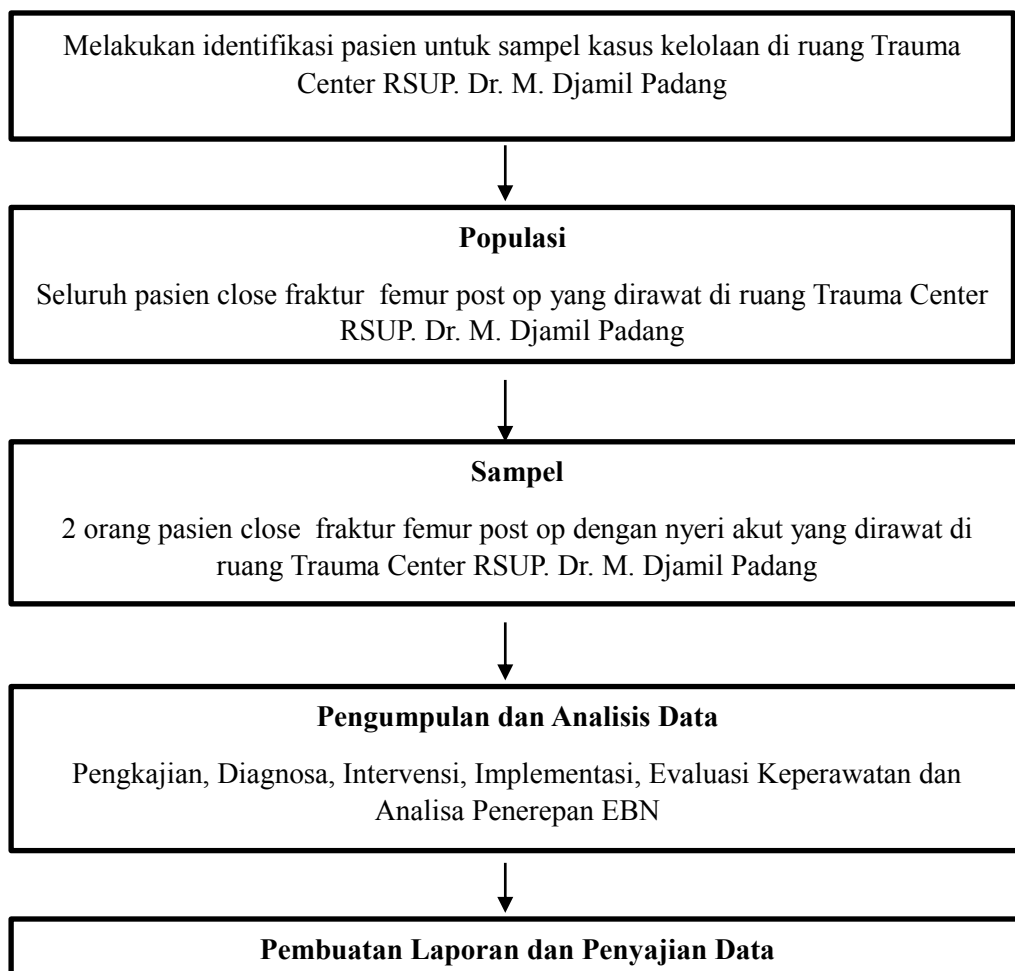 Melakukan identifikasi pasien untuk sampel kasus kelolaan di ruang Trauma
Center RSUP. Dr. M. Djamil Padang
Populasi
Seluruh pasien close fraktur femur post op yang dirawat di ruang Trauma Center
RSUP. Dr. M. Djamil Padang
Sampel
2 orang pasien close fraktur femur post op dengan nyeri akut yang dirawat di
ruang Trauma Center RSUP. Dr. M. Djamil Padang
Pengumpulan dan Analisis Data
Pengkajian, Diagnosa, Intervensi, Implementasi, Evaluasi Keperawatan dan
Analisa Penerepan EBN
Pembuatan Laporan dan Penyajian Data